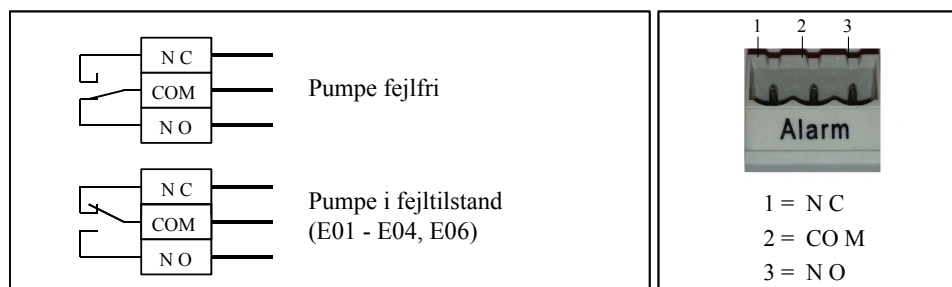 N C
COM
N O
Pumpe fejlfri
N C
COM
N O
Pumpe i fejltilstand
(E01 - E04, E06)
1 2 3
Alarm
1 = N C
2 = CO M
3 = N O